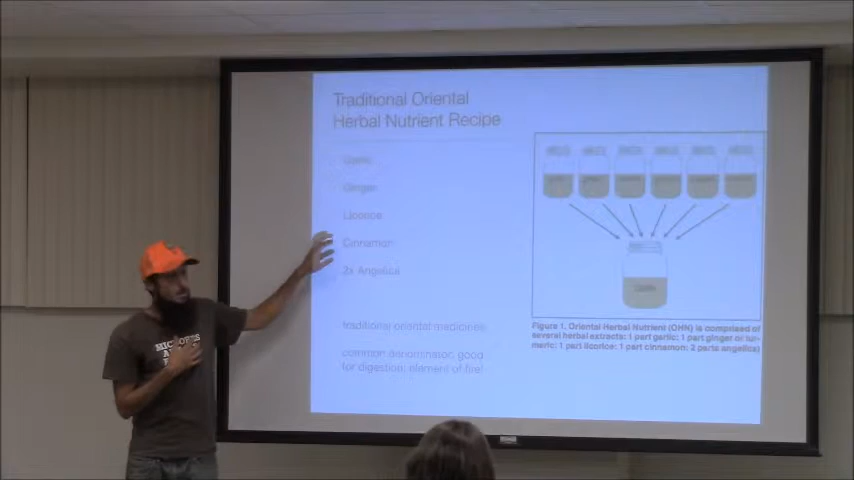 Traditional Oriental
Herbal Nutrient Recipe
Garlic
Ginger
Licorice
Cinnamon
2x Angelica
traditional oriental medicines
common denominator, good
for digestion, element of fire!
OHN
Figure 1. Oriental Herbal Nutrient (OHN) is comprised of
several herbal extracts: 1 part garlic; 1 part ginger or tur-
meric; 1 part licorice; 1 part cinnamon; 2 parts angelica)